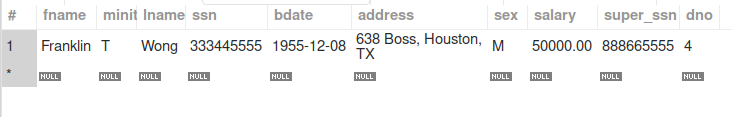 # fname minit lname ssn bdate address sex salary super_ssn dno
1 Franklin T Wong 333445555 1955-12-08 638 Boss, Houston, TX M 50000.00 888665555 4
* NULL NULL NULL NULL NULL NULL NULL NULL NULL NULL